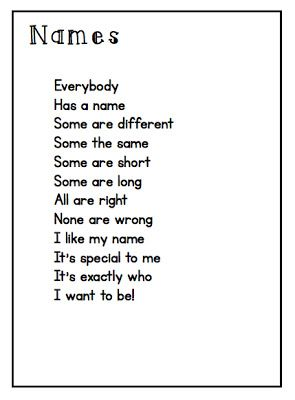 Names
Everybody
Has a name
Some are different
Some the same
Some are short
Some are long
All are right
None are wrong
I like my name
It's special to me
It's exactly who
I want to be!